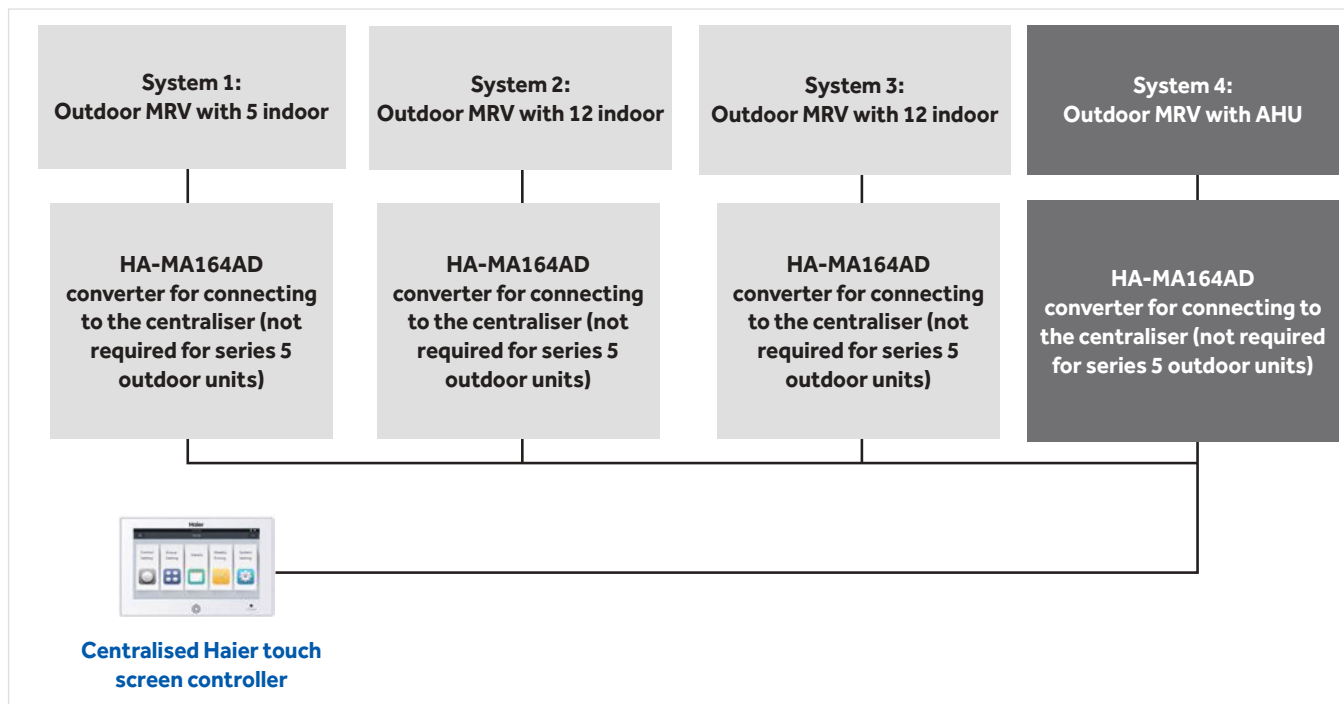 System 1:
Outdoor MRV with 5 indoor
System 2:
Outdoor MRV with 12 indoor
System 3:
Outdoor MRV with 12 indoor
System 4:
Outdoor MRV with AHU
HA-MA164AD
converter for connecting
to the centraliser (not
required for series 5
outdoor units)
HA-MA164AD
converter for connecting
to the centraliser (not
required for series 5
outdoor units)
HA-MA164AD
converter for connecting
to the centraliser (not
required for series 5
outdoor units)
HA-MA164AD
converter for connecting to
the centraliser (not required
for series 5 outdoor units)
Haier
Centralised Haier touch
screen controller